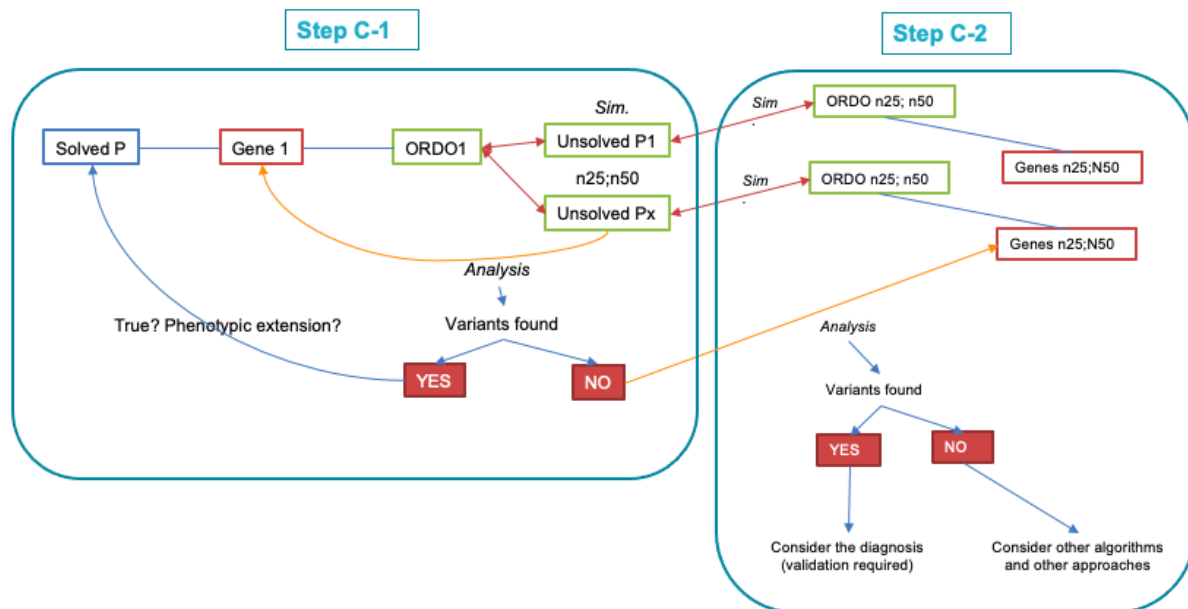 Step C-1
Sim.
Solved P
Gene 1
ORDO1
Unsolved P1
n25;n50
Unsolved Px
Analysis
True? Phenotypic extension?
Variants found
YES
NO
Step C-2
Sim
.
ORDO n25; n50
Genes n25;N50
Sim
.
ORDO n25; n50
Genes n25;N50
Analysis
Variants found
YES
NO
Consider the diagnosis
(validation required)
Consider other algorithms
and other approaches